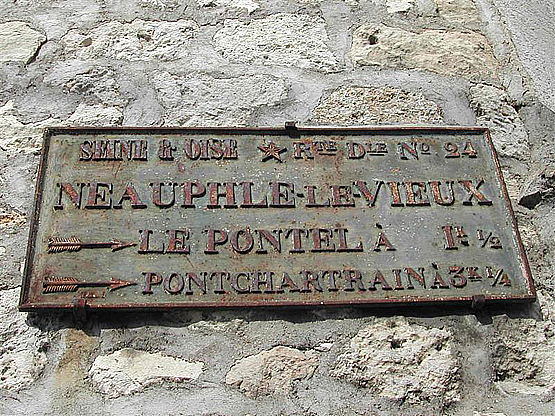 SEINE & OISE ★ RTE DLE NO 24
NEAUPHLE-LE-VIEUX
LE PONTEL À 1K 1/2
PONTCHARTRAIN À 3K 1/4